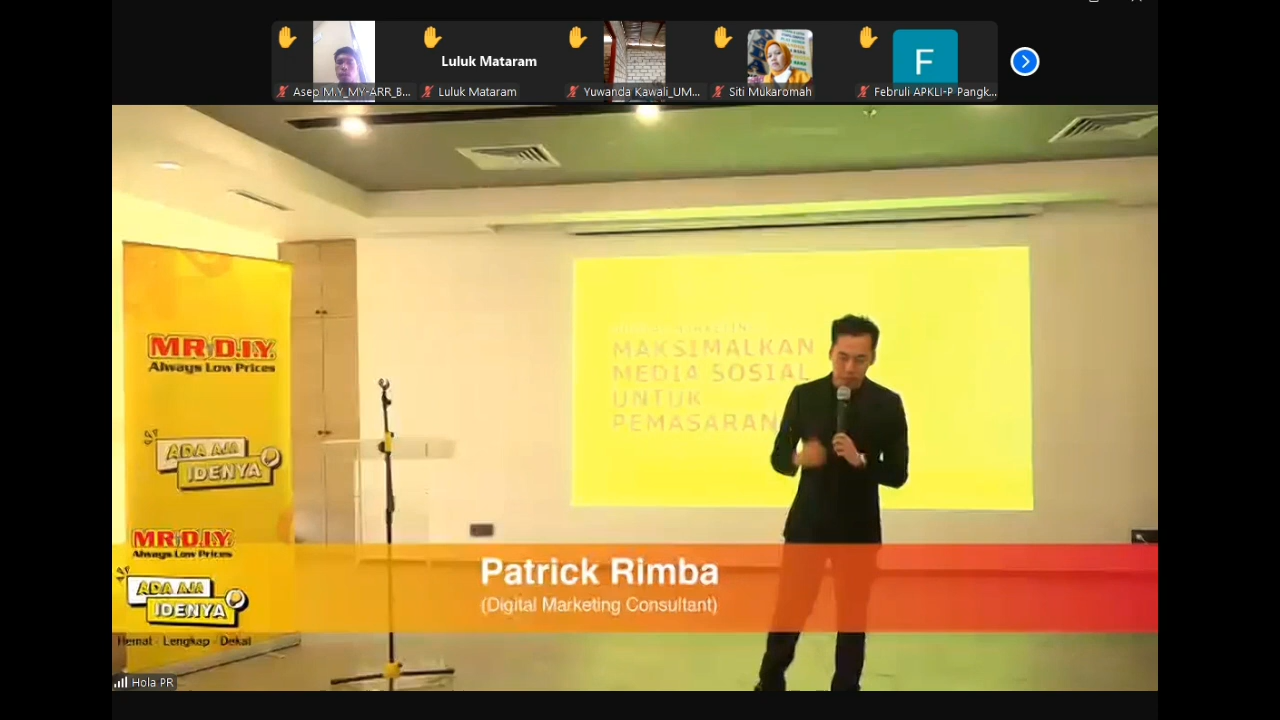 Luluk Mataram
F
Asep M.Y_MY-ARR_B...
Luluk Mataram
Yuwanda Kawali_UM...
Siti Mukaromah
Februli APKLI-P Pangk...
MR.D.I.Y.
Always Low Prices
ADA AJA
IDENYA
MAKSIMALKAN
MEDIA SOSIAL
UNTUK
PEMASARAN
MR.D.I.Y.
Always Low Prices
ADA AJA
IDENYA
Hemat - Lengkap - Dekat
Patrick Rimba
(Digital Marketing Consultant)
Hola PR